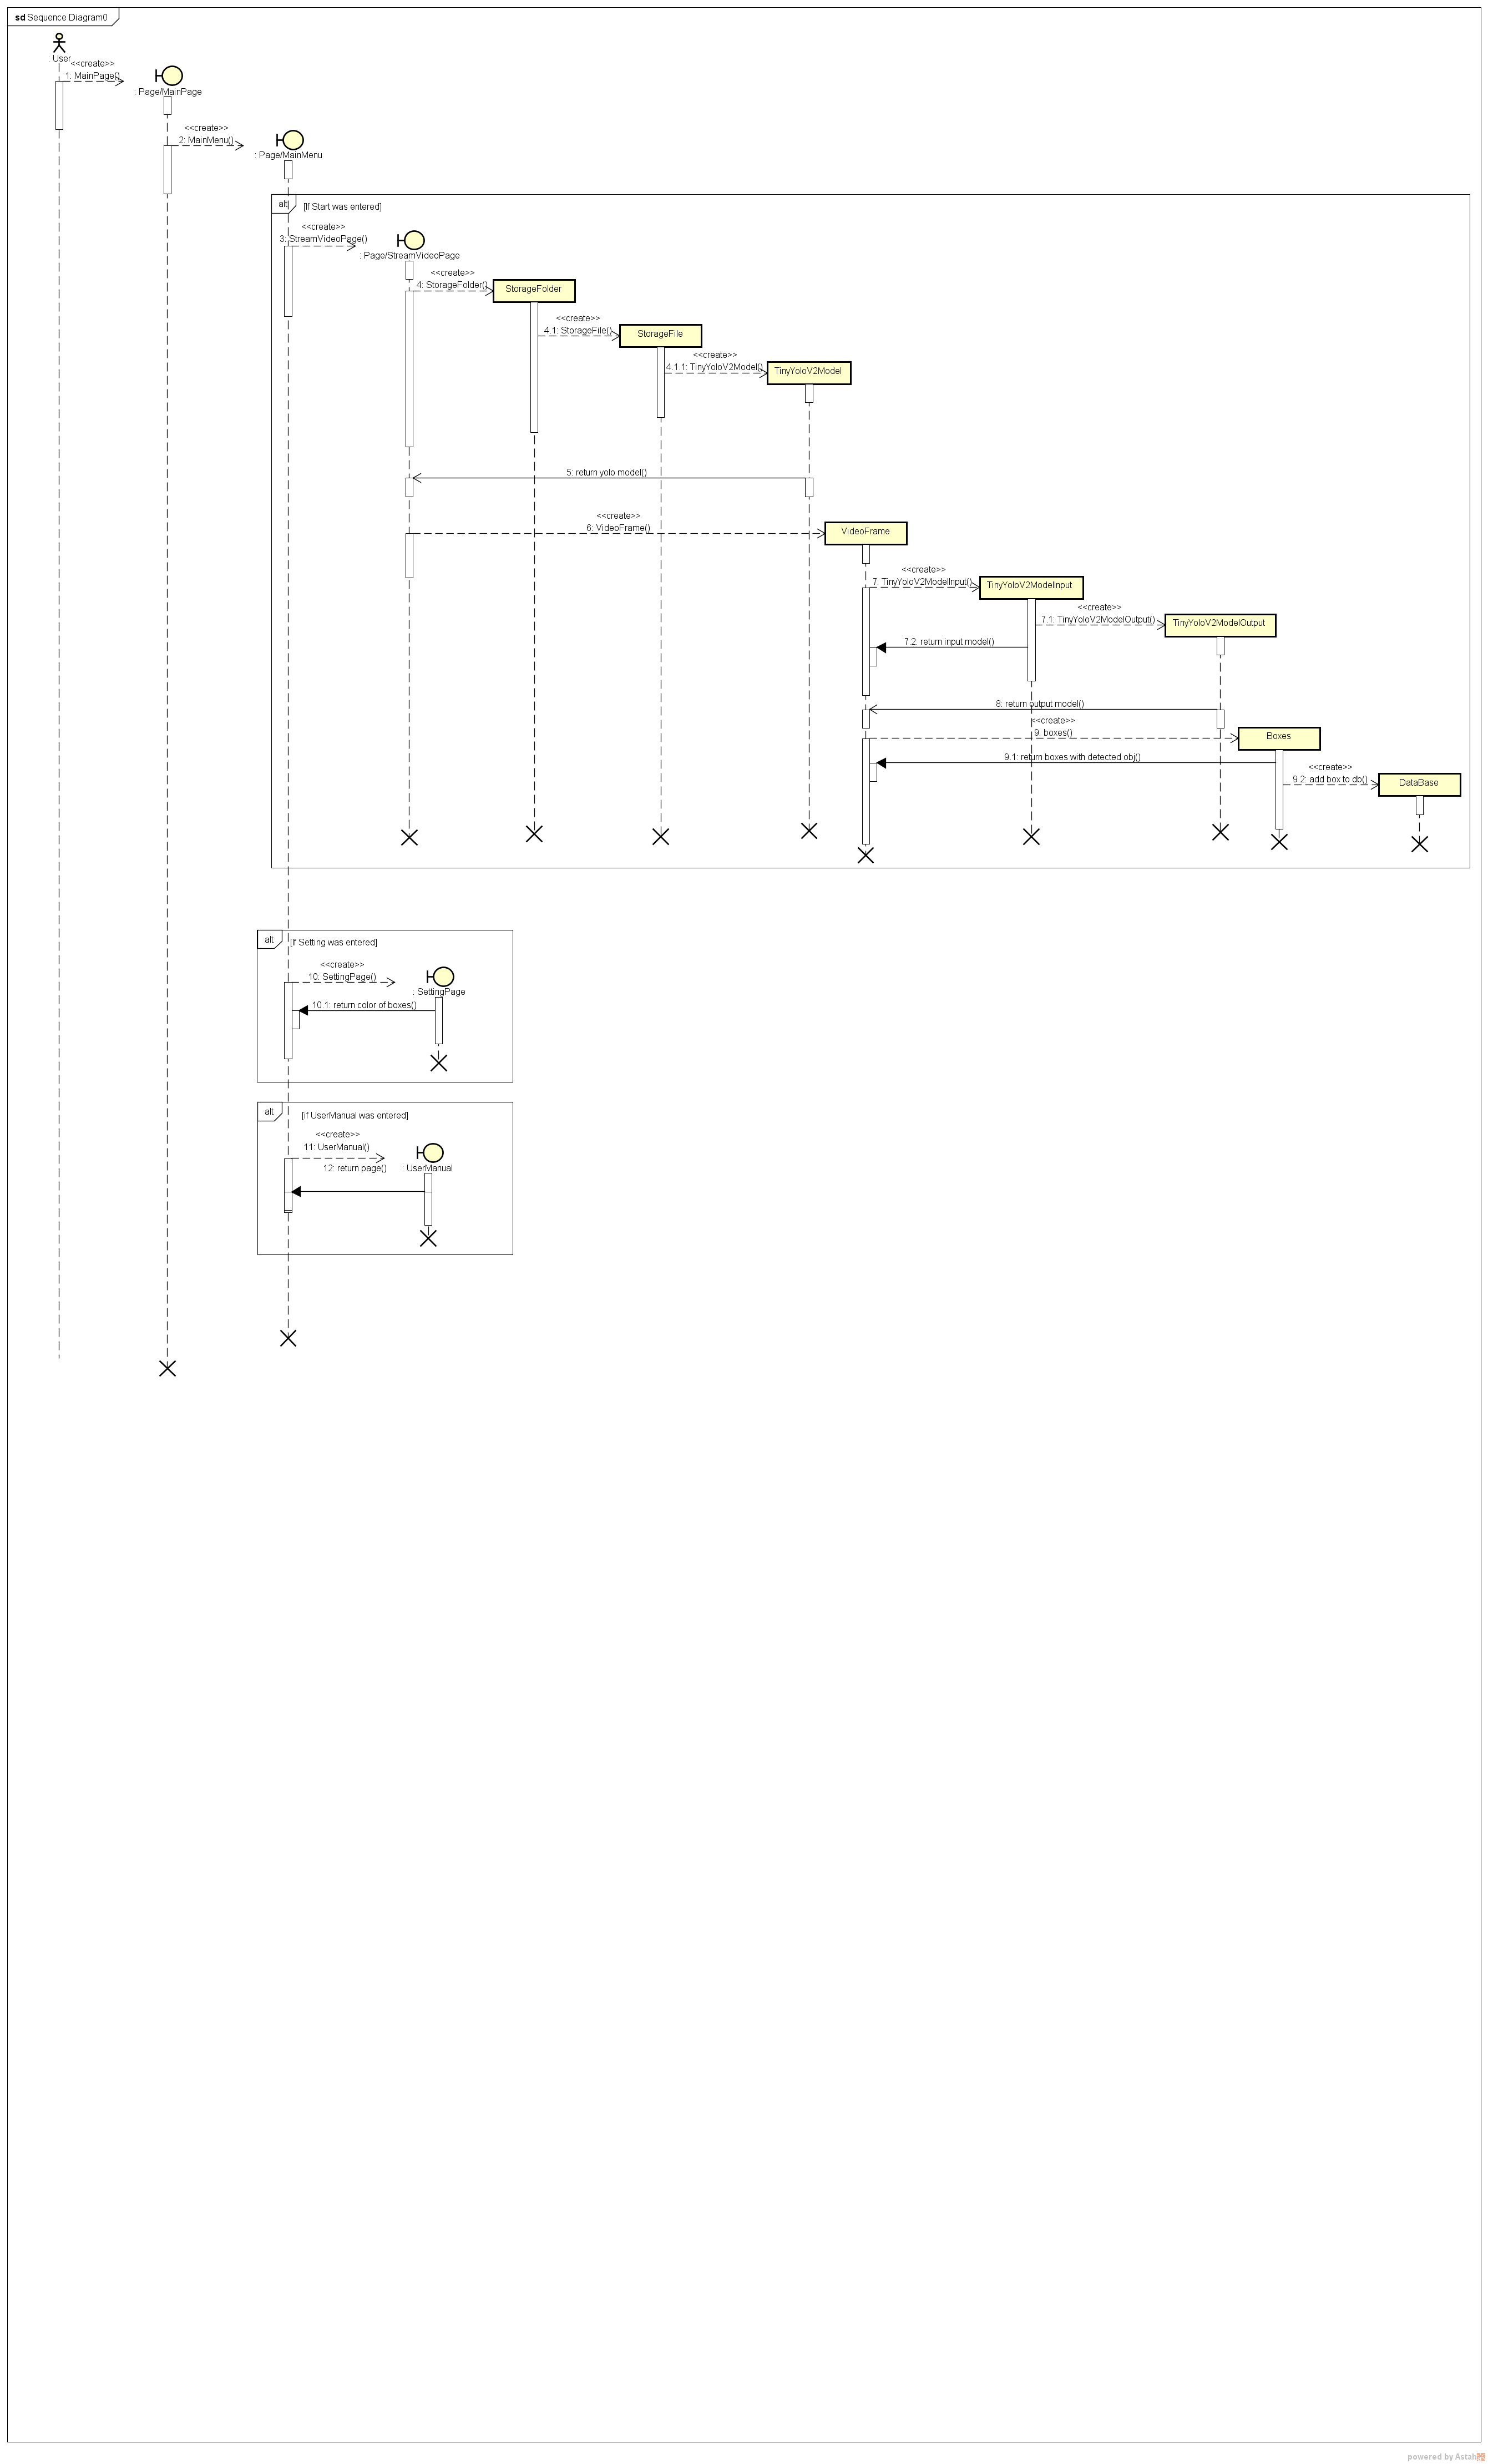 sd Sequence Diagram0
: User
<<create>>
1: MainPage()
: Page/MainPage
<<create>>
2: MainMenu()
: Page/MainMenu
alt
[If Start was entered]
<<create>>
3: StreamVideoPage()
: Page/StreamVideoPage
<<create>>
4: StorageFolder()
StorageFolder
<<create>>
4.1: StorageFile()
StorageFile
<<create>>
4.1.1: TinyYoloV2Model()
TinyYoloV2Model
5: return yolo model()
<<create>>
6: VideoFrame()
VideoFrame
<<create>>
7: TinyYoloV2ModelInput()
TinyYoloV2ModelInput
<<create>>
7.1: TinyYoloV2ModelOutput()
TinyYoloV2ModelOutput
7.2: return input model()
8: return output model()
<<create>>
9: boxes()
Boxes
9.1: return boxes with detected obj()
<<create>>
9.2: add box to db()
DataBase
alt
[If Setting was entered]
<<create>>
10: SettingPage()
: SettingPage
10.1: return color of boxes()
alt
[if UserManual was entered]
<<create>>
11: UserManual()
12: return page()
: UserManual
powered by Astah